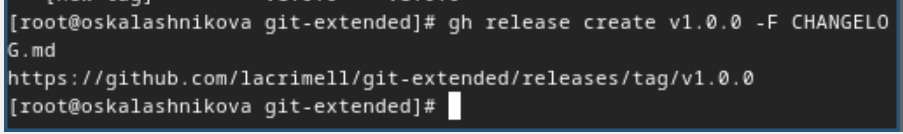 [root@oskalashnikova git-extended]# gh release create v1.0.0 -F CHANGELO
G.md
https://github.com/lacrimell/git-extended/releases/tag/v1.0.0
[root@oskalashnikova git-extended]#